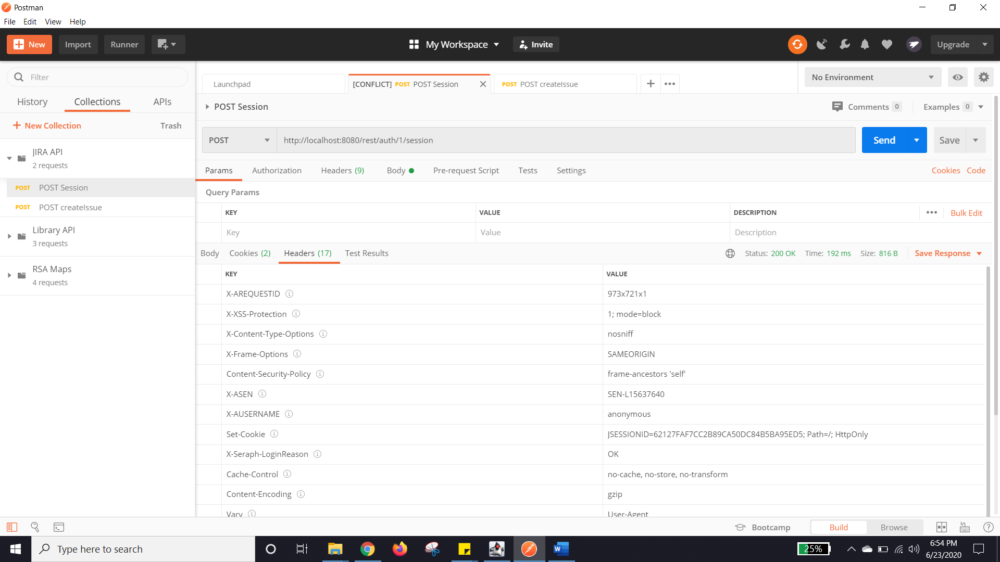 Postman
File Edit View Help
New Import Runner My Workspace Invite Upgrade
Filter
History Collections APIs
New Collection Trash
JIRA API
2 requests
POST POST Session
POST POST createIssue
Library API
3 requests
RSA Maps
4 requests
Launchpad [CONFLICT] POST POST Session POST POST createIssue No Environment
POST Session Comments 0 Examples 0
POST http://localhost:8080/rest/auth/1/session Send Save
Params Authorization Headers (9) Body Pre-request Script Tests Settings Cookies Code
Query Params
KEY VALUE DESCRIPTION Bulk Edit
Key Value Description
Body Cookies (2) Headers (17) Test Results Status: 200 OK Time: 192 ms Size: 816 B Save Response
KEY VALUE
X-AREQUESTID 973x721x1
X-XSS-Protection 1; mode=block
X-Content-Type-Options nosniff
X-Frame-Options SAMEORIGIN
Content-Security-Policy frame-ancestors 'self'
X-ASEN SEN-L15637640
X-AUSERNAME anonymous
Set-Cookie JSESSIONID=62127FAF7CC2B89CA50DC84B5BA95ED5; Path=/; HttpOnly
X-Seraph-LoginReason OK
Cache-Control no-cache, no-store, no-transform
Content-Encoding gzip
Vary User-Agent
Bootcamp Build Browse
Type here to search
25%
6:54 PM
6/23/2020